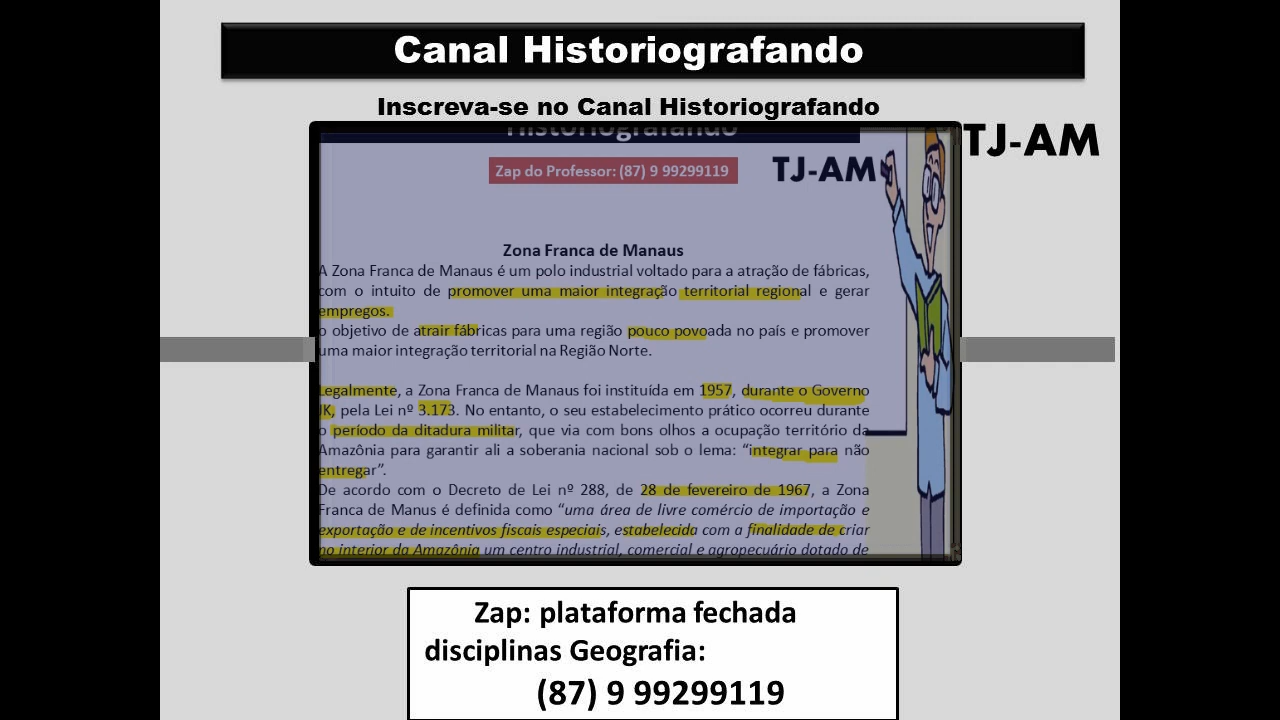 Canal Historiografando
Inscreva-se no Canal Historiografando
TJ-AM
Historiografando
Zap do Professor: (87) 9 99299119
TJ-AM
Zona Franca de Manaus
A Zona Franca de Manaus é um polo industrial voltado para a atração de fábricas,
com o intuito de promover uma maior integração territorial regional e gerar
empregos.
o objetivo de atrair fábricas para uma região pouco povoada no país e promover
uma maior integração territorial na Região Norte.
Legalmente, a Zona Franca de Manaus foi instituída em 1957, durante o Governo
JK, pela Lei nº 3.173. No entanto, o seu estabelecimento prático ocorreu durante
o período da ditadura militar, que via com bons olhos a ocupação território da
Amazônia para garantir ali a soberania nacional sob o lema: “integrar para não
entregar”.
De acordo com o Decreto de Lei nº 288, de 28 de fevereiro de 1967, a Zona
Franca de Manus é definida como “uma área de livre comércio de importação e
exportação e de incentivos fiscais especiais, estabelecida com a finalidade de criar
no interior da Amazônia um centro industrial, comercial e agropecuário dotado de
Zap: plataforma fechada
disciplinas Geografia:
(87) 9 99299119